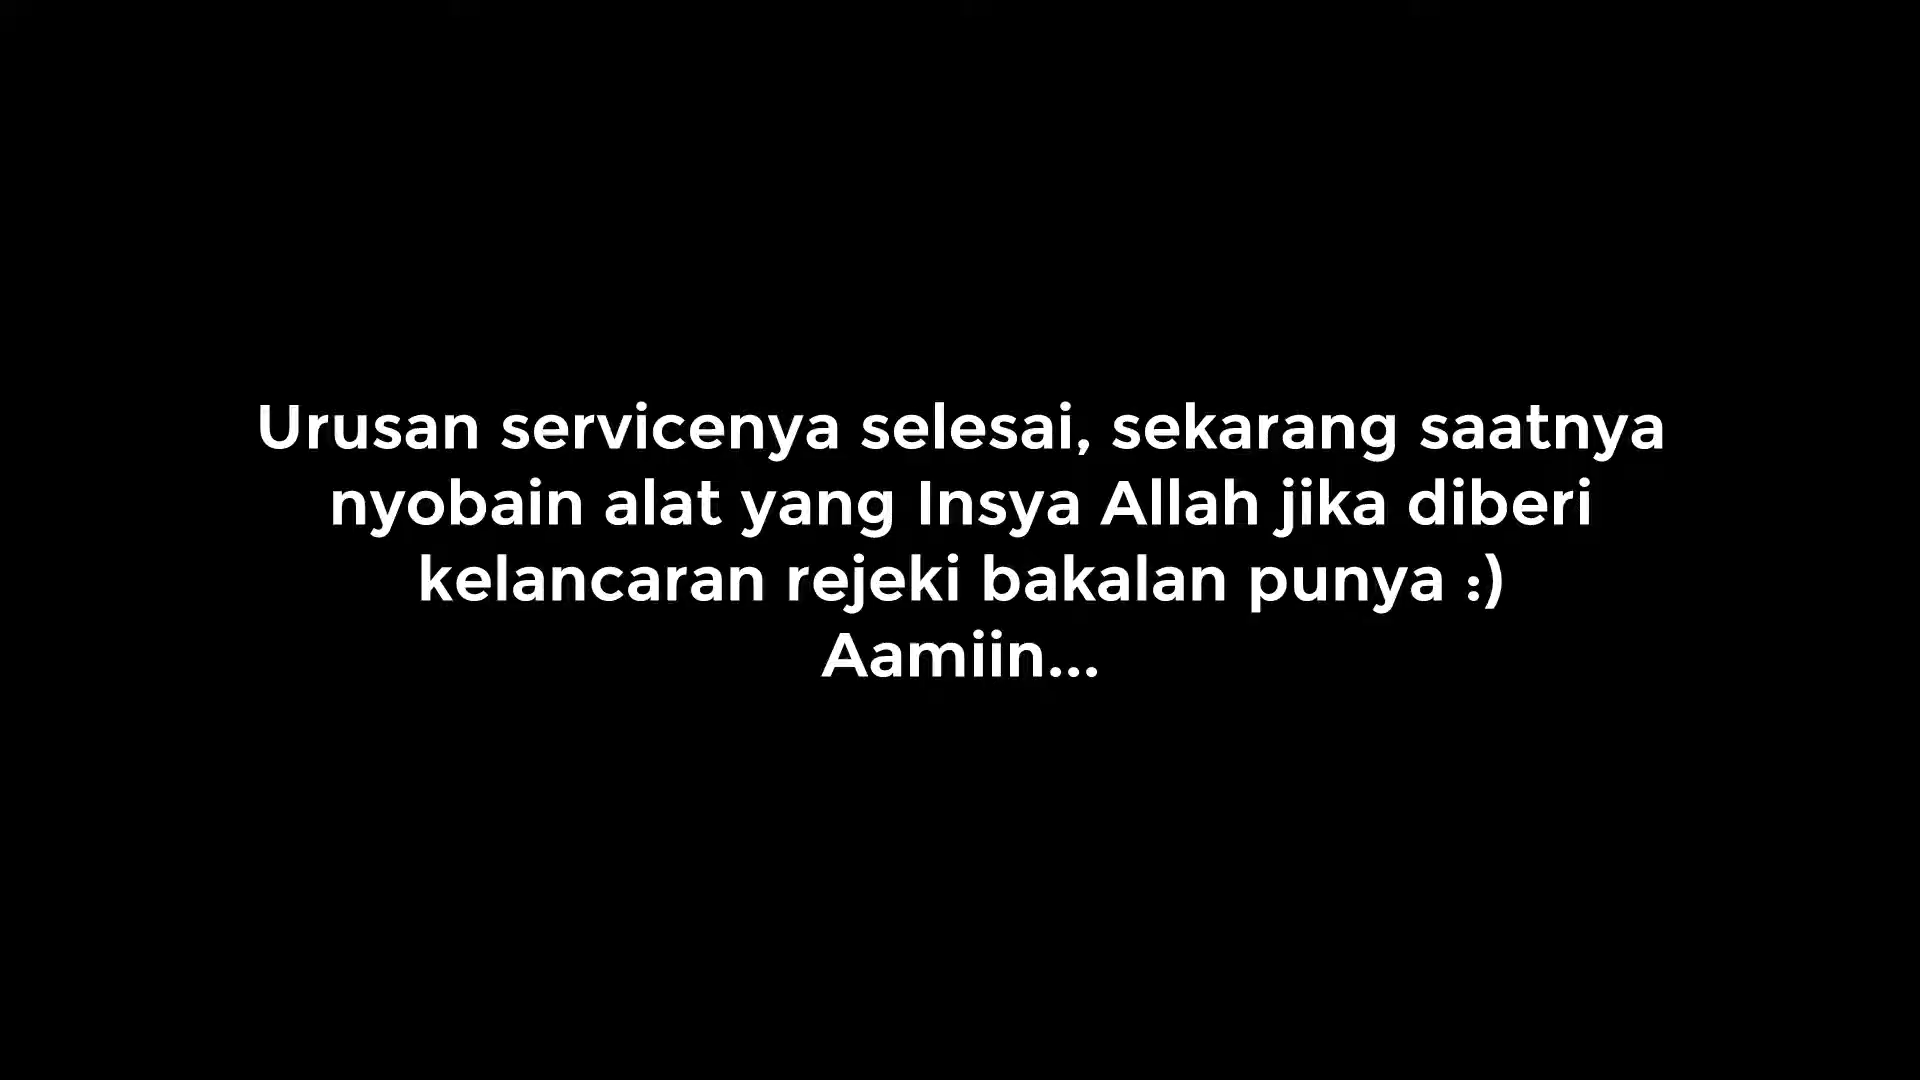 Urusan servicenya selesai, sekarang saatnya
nyobain alat yang Insya Allah jika diberi
kelancaran rejeki bakalan punya :)
Aamiin...